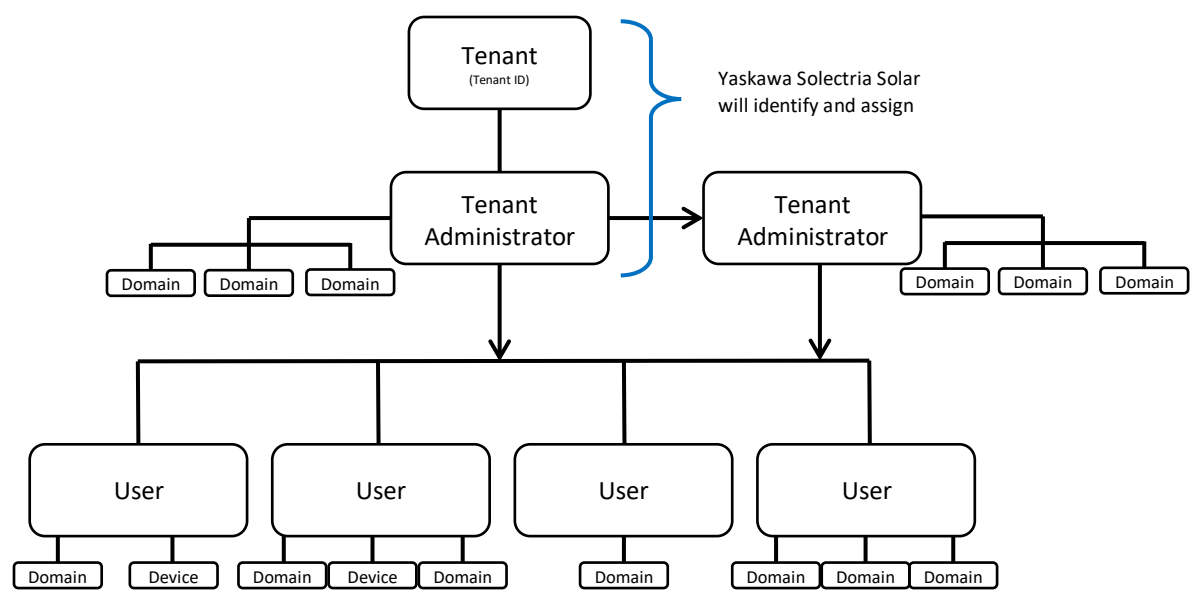 Tenant
(Tenant ID)
Yaskawa Solectria Solar
will identify and assign
Tenant
Administrator
Tenant
Administrator
Domain
Domain
Domain
Domain
Domain
Domain
User
User
User
User
Domain
Device
Domain
Device
Domain
Domain
Domain
Domain
Domain